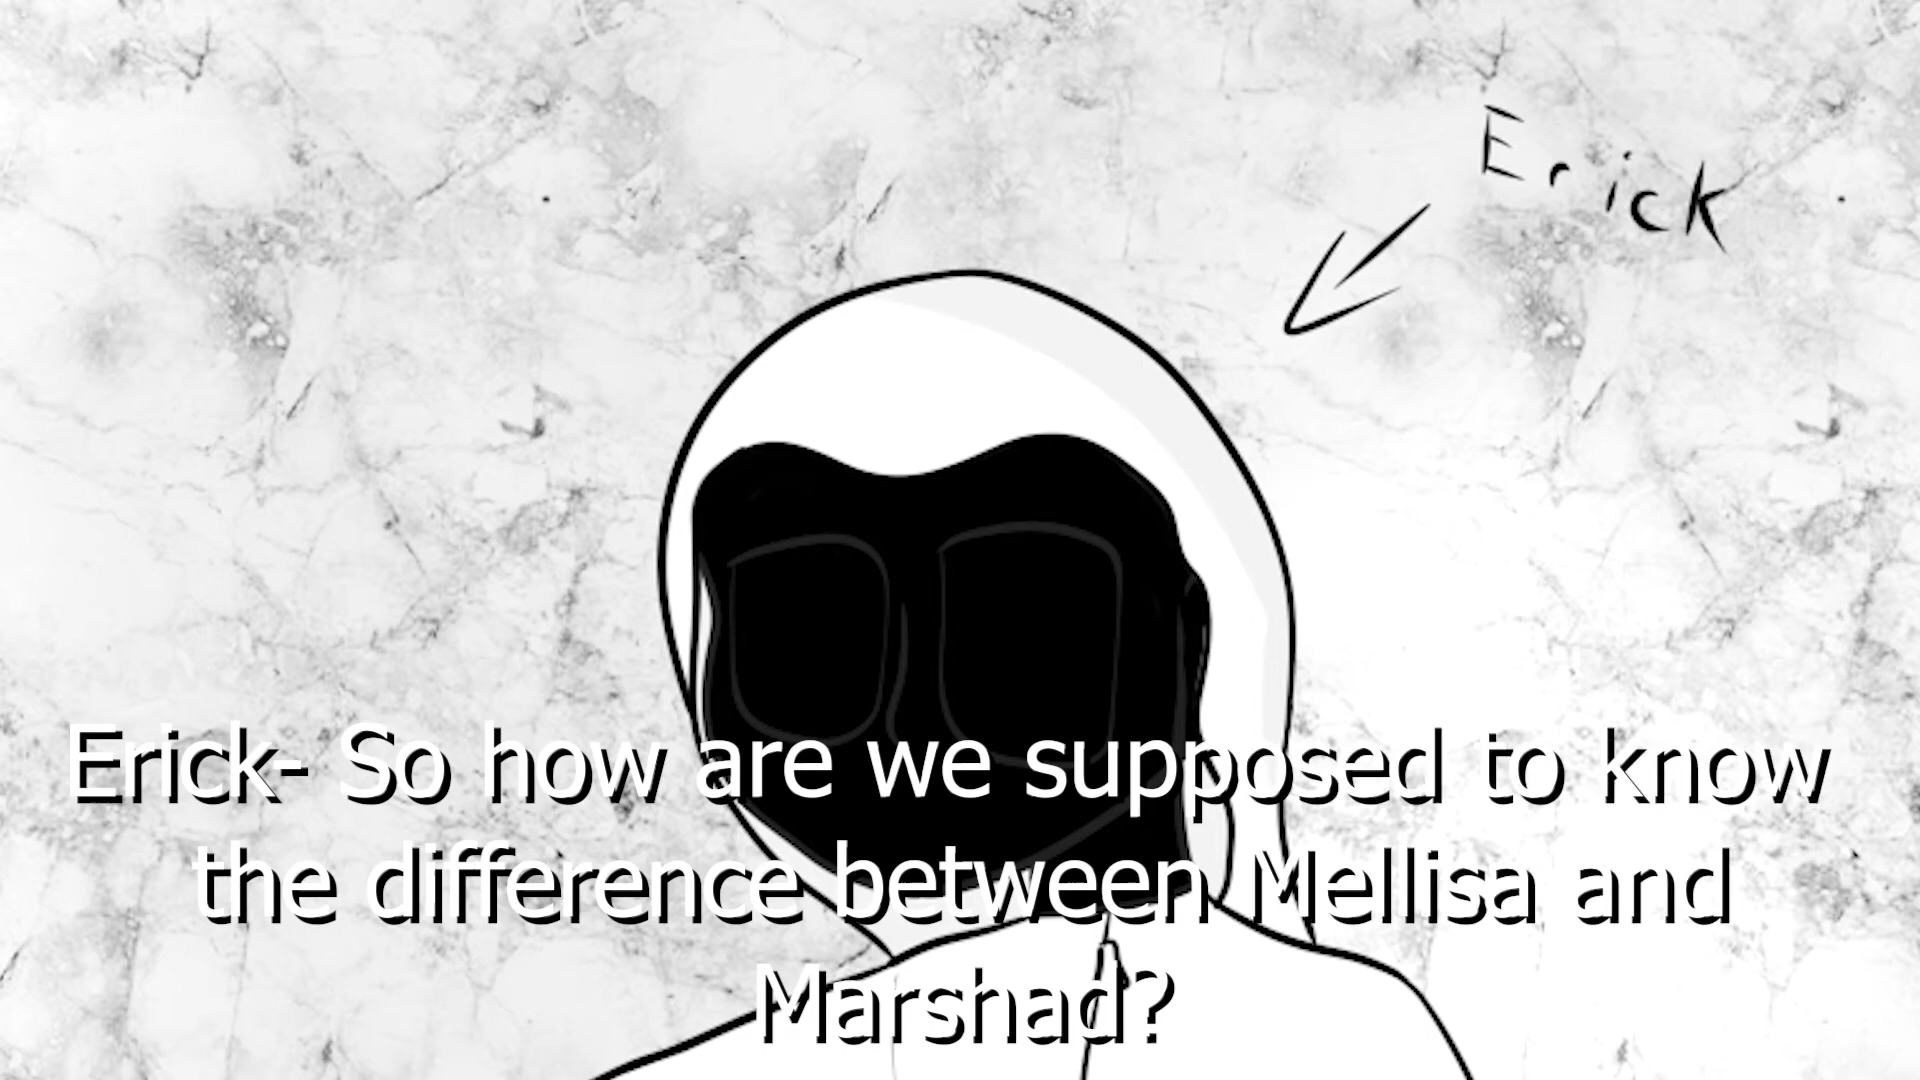 Erick
Erick- So how are we supposed to know
the difference between Mellisa and
Marshad?